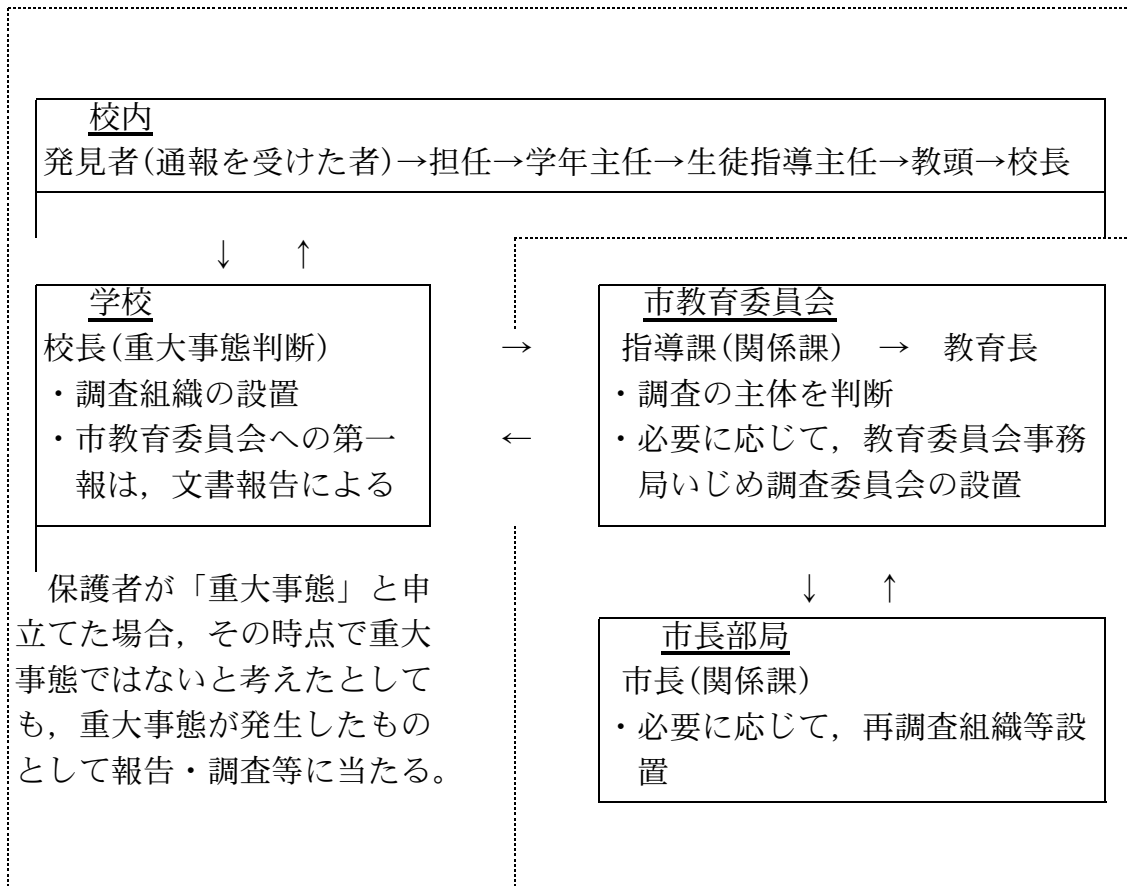 校内
発見者(通報を受けた者)→担任→学年主任→生徒指導主任→教頭→校長
↓ ↑
学校
校長(重大事態判断)
・調査組織の設置
・市教育委員会への第一
報は，文書報告による
→
←
市教育委員会
指導課(関係課) → 教育長
・調査の主体を判断
・必要に応じて，教育委員会事務
局いじめ調査委員会の設置
保護者が「重大事態」と申
立てた場合，その時点で重大
事態ではないと考えたとして
も，重大事態が発生したもの
として報告・調査等に当たる。
↓ ↑
市長部局
市長(関係課)
・必要に応じて，再調査組織等設
置